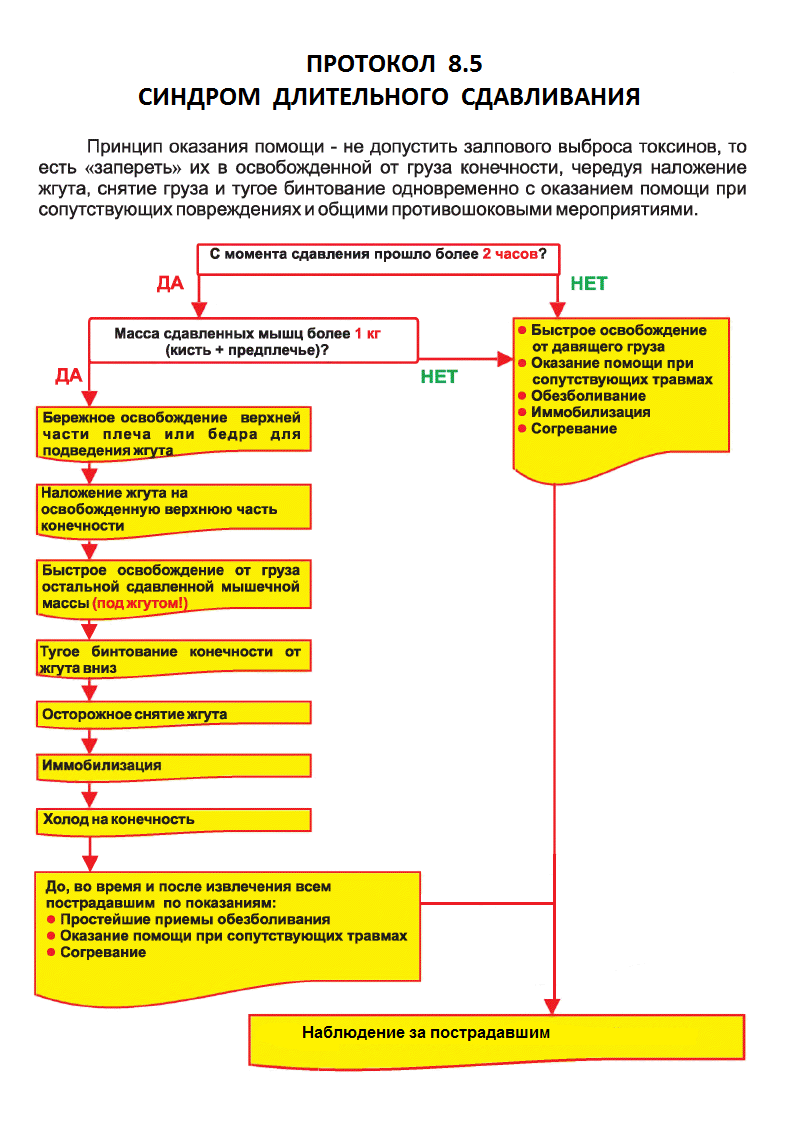 ПРОТОКОЛ 8.5
СИНДРОМ ДЛИТЕЛЬНОГО СДАВЛИВАНИЯ
Принцип оказания помощи - не допустить залпового выброса токсинов, то
есть «запереть» их в освобожденной от груза конечности, чередуя наложение
жгута, снятие груза и тугое бинтование одновременно с оказанием помощи при
сопутствующих повреждениях и общими противошоковыми мероприятиями.
С момента сдавления прошло более 2 часов?
ДА
НЕТ
Масса сдавленных мышц более 1 кг
(кисть + предплечье)?
ДА
НЕТ
Быстрое освобождение
от давящего груза
Оказание помощи при
сопутствующих травмах
Обезболивание
Иммобилизация
Согревание
Бережное освобождение верхней
части плеча или бедра для
подведения жгута
Наложение жгута на
освобожденную верхнюю часть
конечности
Быстрое освобождение от груза
остальной сдавленной мышечной
массы (под жгутом!)
Тугое бинтование конечности от
жгута вниз
Осторожное снятие жгута
Иммобилизация
Холод на конечность
До, во время и после извлечения всем
пострадавшим по показаниям:
Простейшие приемы обезболивания
Оказание помощи при сопутствующих травмах
Согревание
Наблюдение за пострадавшим